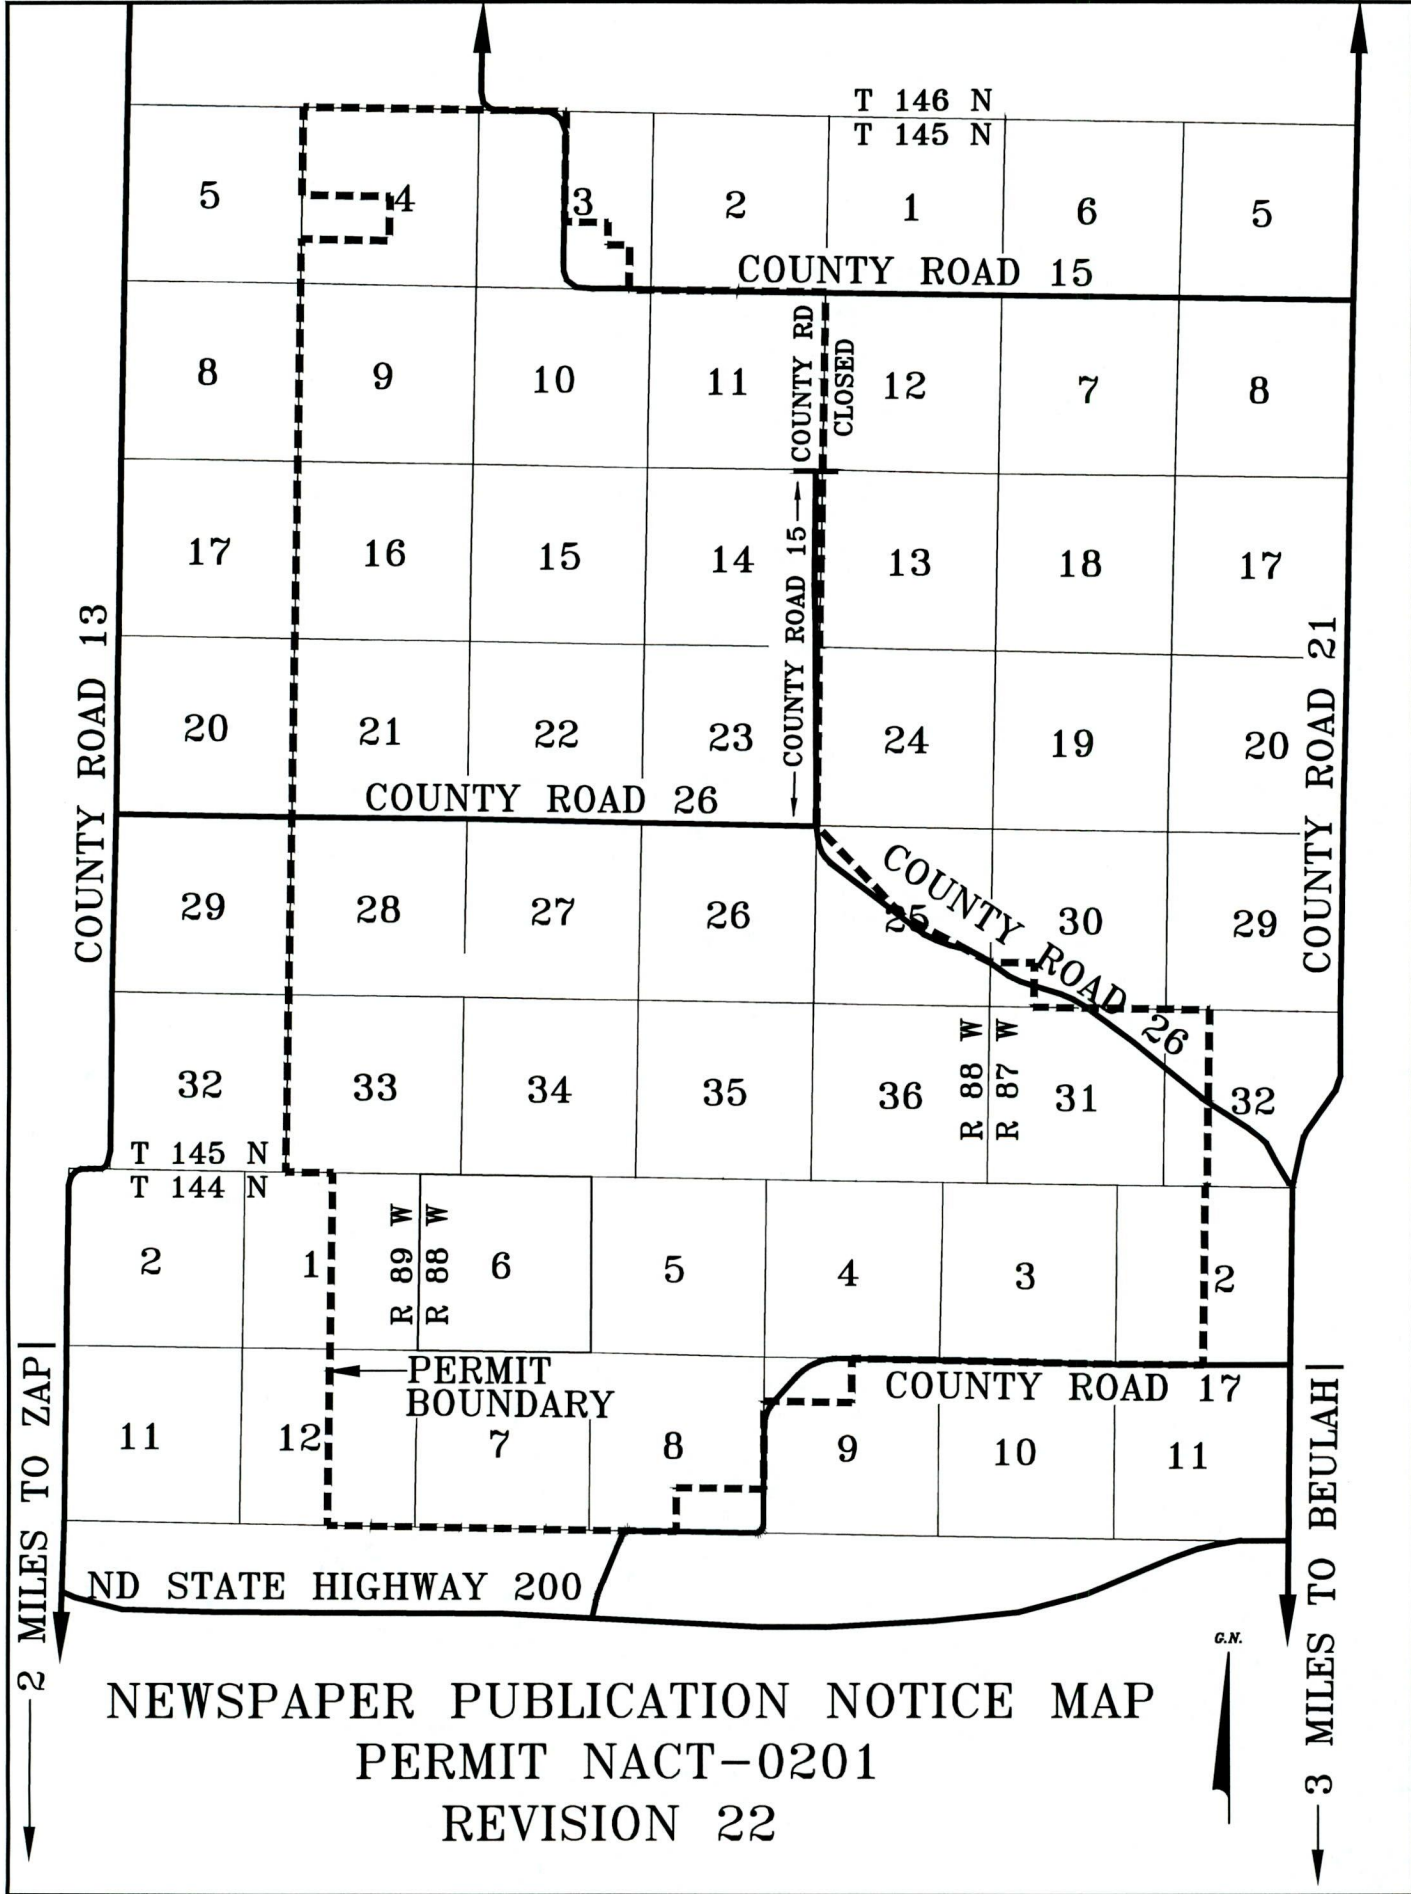 T 146 N
T 145 N
5 4 3 2 1 6 5
COUNTY ROAD 15
8 9 10 11 12 7 8
COUNTY RD
CLOSED
17 16 15 14 13 18 17
COUNTY ROAD 15
COUNTY ROAD 13
COUNTY ROAD 21
20 21 22 23 24 19 20
COUNTY ROAD 26
29 28 27 26 25 30 29
COUNTY ROAD 26
32 33 34 35 36 31 32
R 88 W
R 87 W
T 145 N
T 144 N
2 1 6 5 4 3 2
R 89 W
R 88 W
PERMIT
BOUNDARY
COUNTY ROAD 17
11 12 7 8 9 10 11
2 MILES TO ZAP
3 MILES TO BEULAH
ND STATE HIGHWAY 200
G.N.
NEWSPAPER PUBLICATION NOTICE MAP
PERMIT NACT-0201
REVISION 22